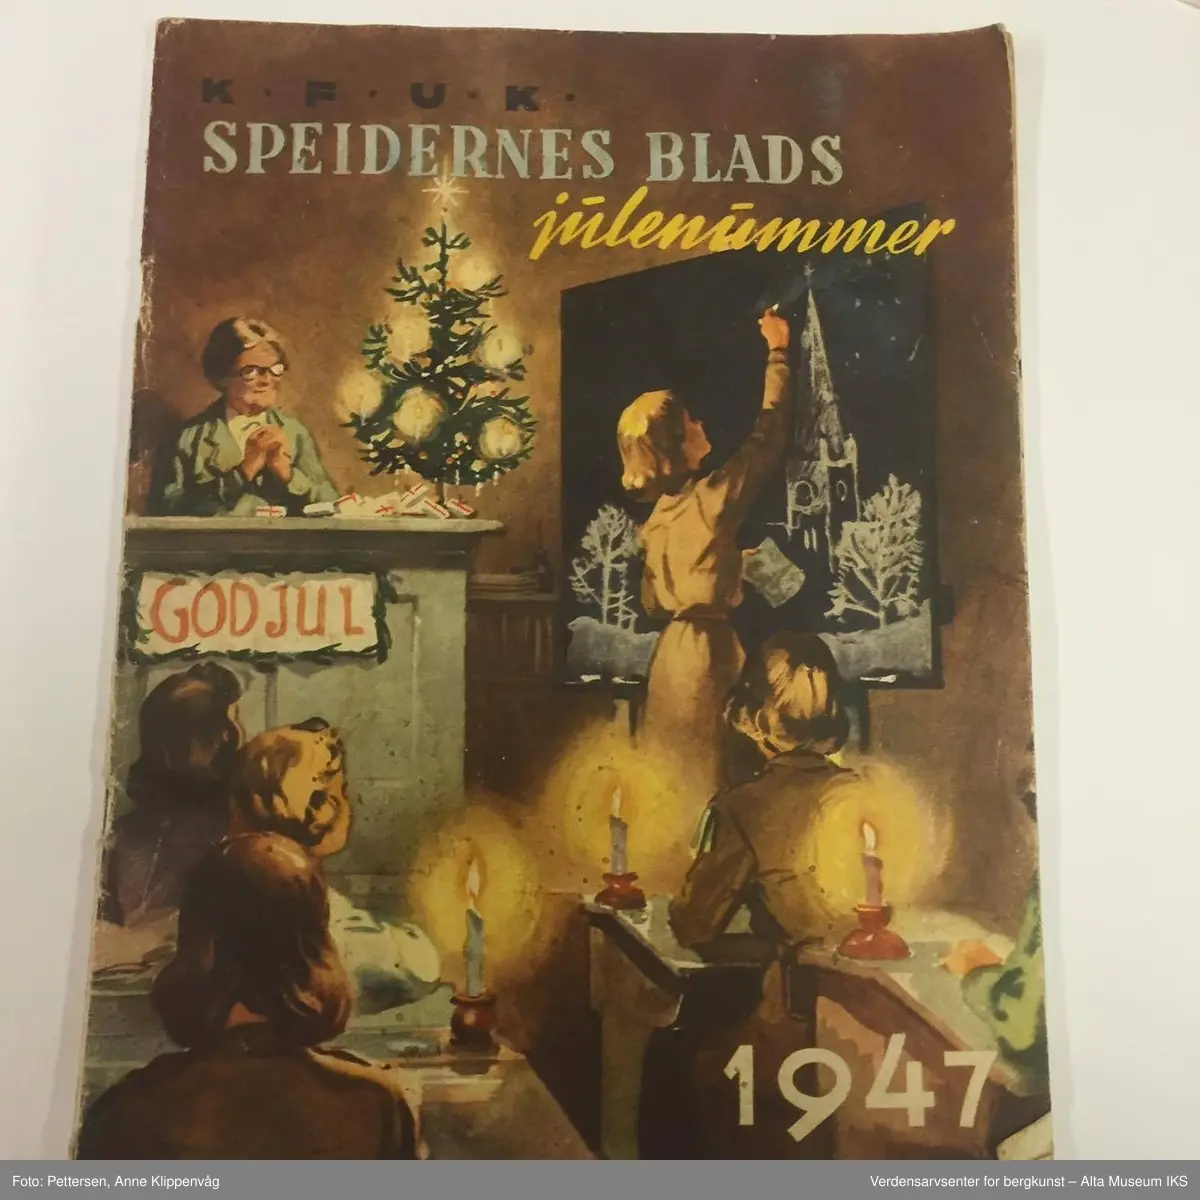 K·F·U·K·
SPEIDERNES BLADS
julenummer
GOD JUL
1947
Foto: Pettersen, Anne Klippenvåg
Verdensarvsenter for bergkunst – Alta Museum IKS